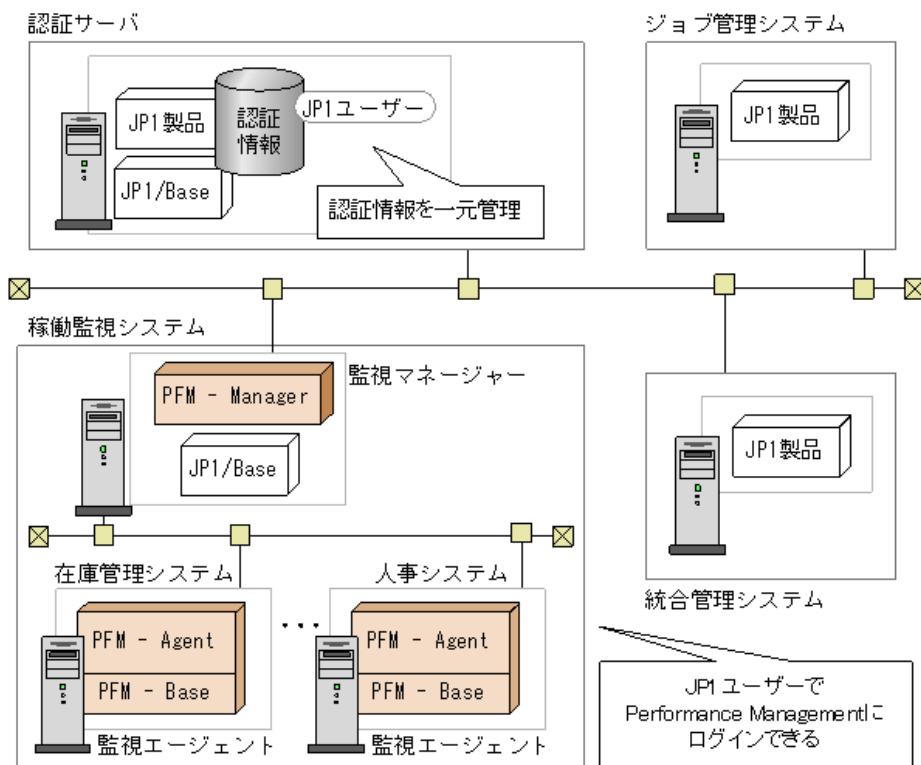 認証サーバ
JP1製品
JP1/Base
認証
情報
JP1ユーザー
認証情報を一元管理
ジョブ管理システム
JP1製品
稼働監視システム
監視マネージャー
PFM - Manager
JP1/Base
JP1製品
統合管理システム
在庫管理システム
人事システム
PFM - Agent
PFM - Base
監視エージェント
...
PFM - Agent
PFM - Base
監視エージェント
JP1ユーザーで
Performance Managementに
ログインできる